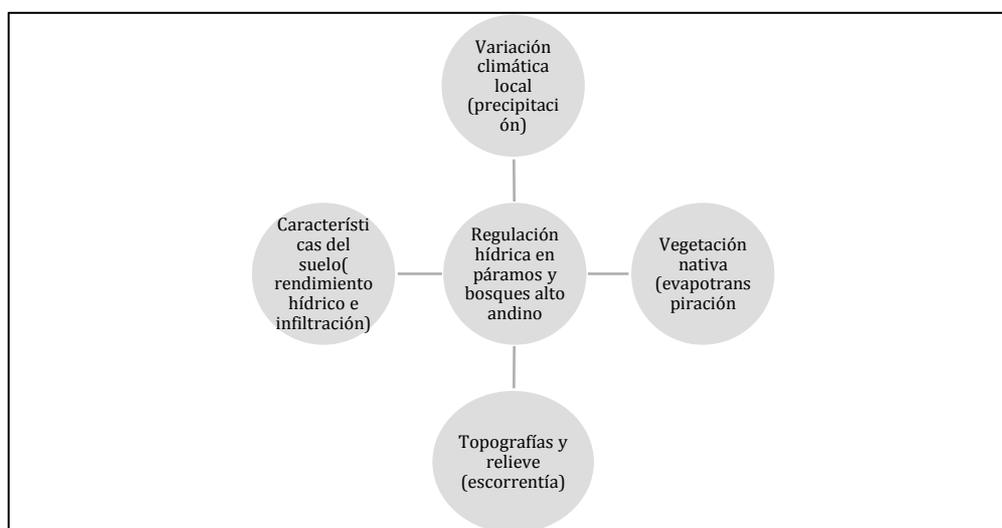 Variación
climática
local
(precipitaci
ón)
Característi
cas del
suelo(
rendimiento
hídrico e
infiltración)
Regulación
hídrica en
páramos y
bosques alto
andino
Vegetación
nativa
(evapotrans
piración
Topografías y
relieve
(escorrentía)